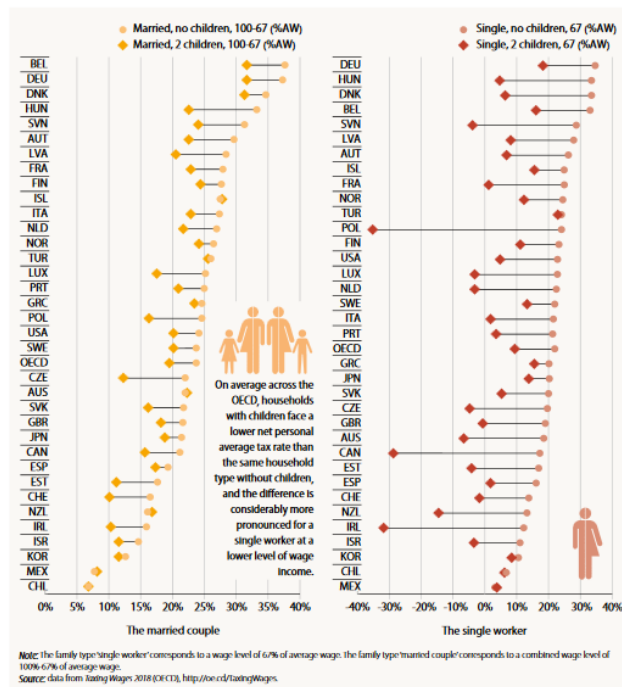 Married, no children, 100-67 (%AW)
Married, 2 children, 100-67 (%AW)
BEL
DEU
DNK
HUN
SVN
AUT
LVA
FRA
FIN
ISL
ITA
NLD
NOR
TUR
LUX
PRT
GRC
POL
USA
SWE
OECD
CZE
AUS
SVK
GBR
JPN
CAN
ESP
EST
CHE
NZL
IRL
ISR
KOR
MEX
CHL
0% 5% 10% 15% 20% 25% 30% 35% 40%
The married couple
On average across the
OECD, households
with children face a
lower net personal
average tax rate than
the same household
type without children,
and the difference is
considerably more
pronounced for a
single worker at a
lower level of wage
income.
Single, no children, 67 (%AW)
Single, 2 children, 67 (%AW)
DEU
HUN
DNK
BEL
SVN
LVA
AUT
ISL
FRA
NOR
TUR
POL
FIN
USA
LUX
NLD
SWE
ITA
PRT
OECD
GRC
JPN
SVK
CZE
GBR
AUS
CAN
EST
ESP
CHE
NZL
IRL
ISR
KOR
CHL
MEX
-40% -30% -20% -10% 0% 10% 20% 30% 40%
The single worker
Note: The family type 'single worker' corresponds to a wage level of 67% of average wage. The family type 'married couple' corresponds to a combined wage level of
100%-67% of average wage.
Source: data from Taxing Wages 2018 (OECD), http://oe.cd/TaxingWages.